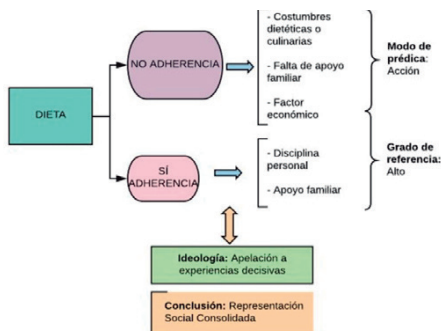 - Costumbres
dietéticas o
culinarias
- Falta de apoyo
familiar
- Factor
económico
NO ADHERENCIA
Modo de
prédica:
Acción
DIETA
SÍ
ADHERENCIA
- Disciplina
personal
- Apoyo familiar
Grado de
referencia:
Alto
Ideología: Apelación a
experiencias decisivas
Conclusión: Representación
Social Consolidada